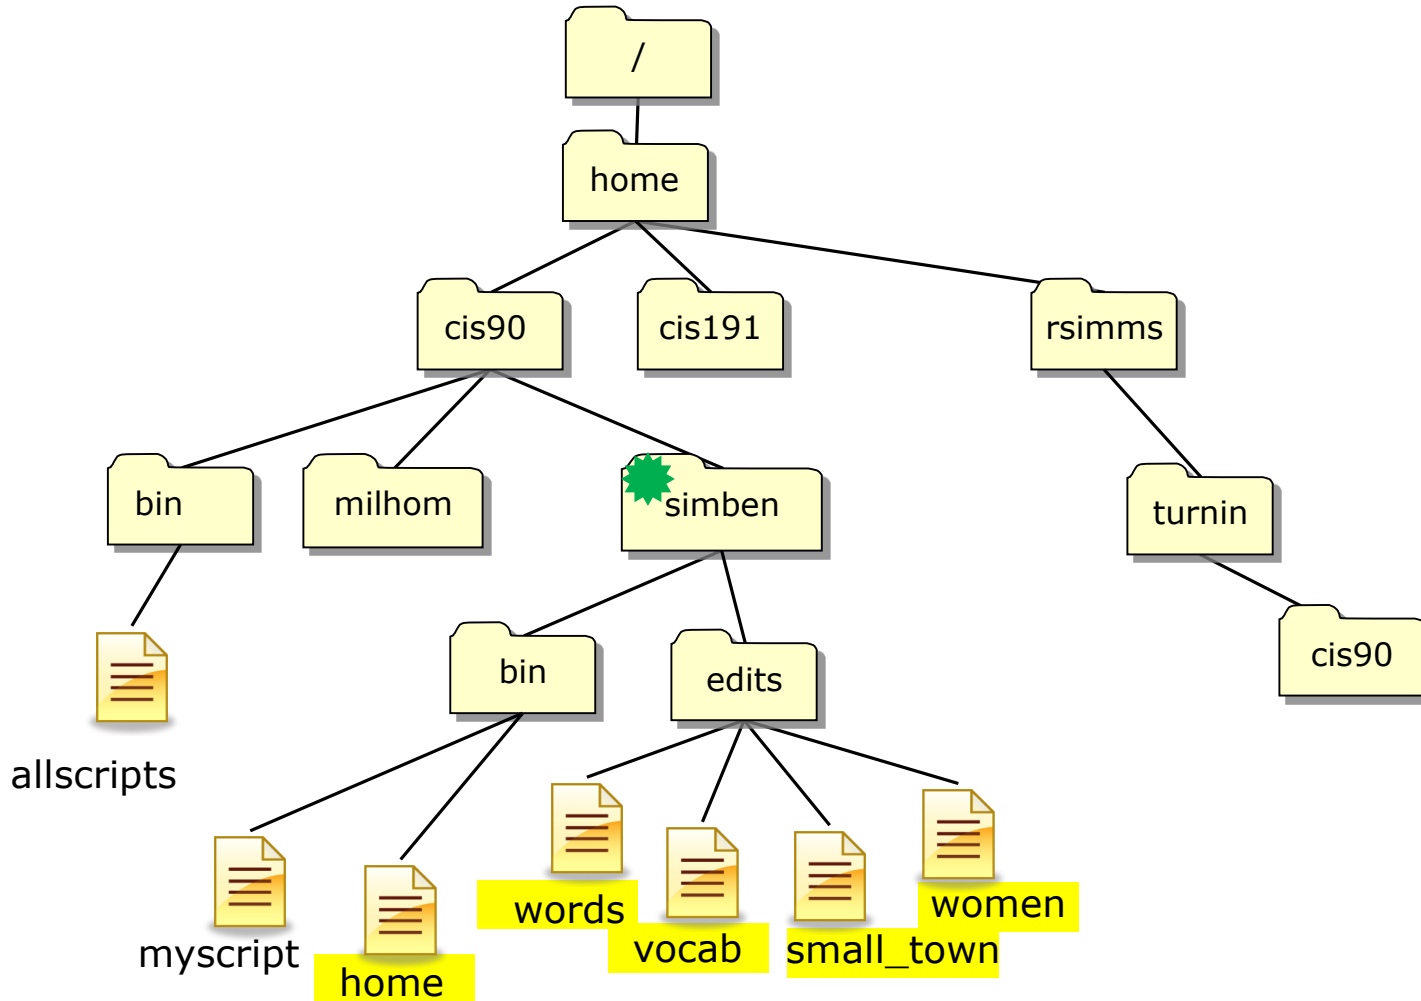 /
home
cis90
cis191
rsimms
bin
milhom
simben
turnin
bin
edits
cis90
allscripts
myscript
home
words
vocab
small_town
women